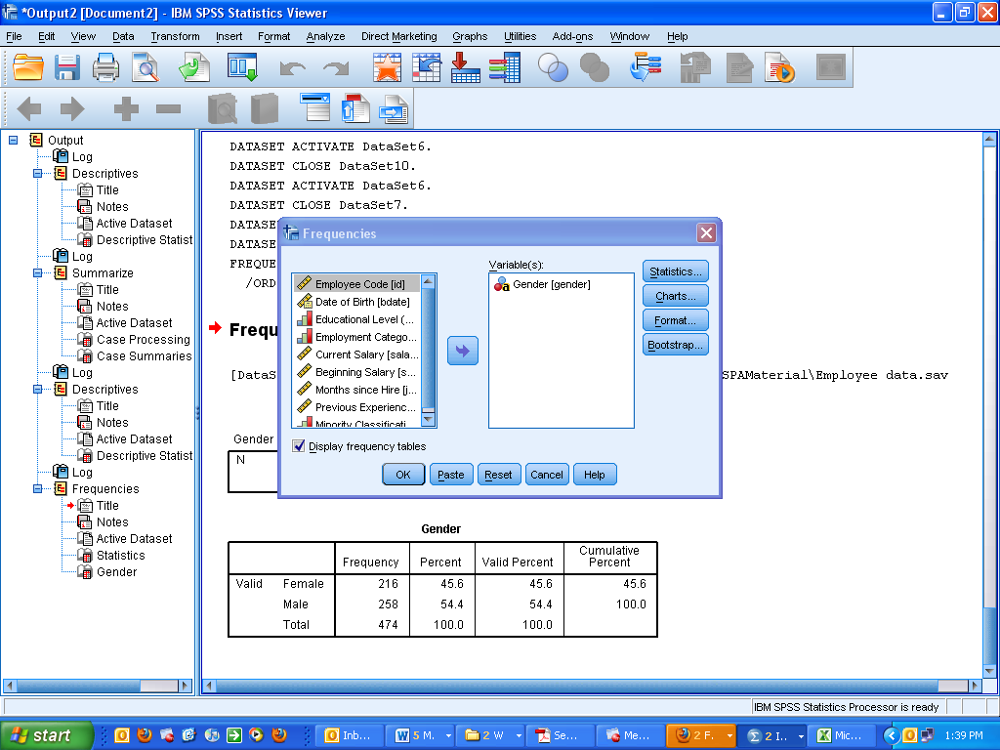 *Output2 [Document2] - IBM SPSS Statistics Viewer
File Edit View Data Transform Insert Format Analyze Direct Marketing Graphs Utilities Add-ons Window Help
Output
Log
Descriptives
Title
Notes
Active Dataset
Descriptive Statist
Log
Summarize
Title
Notes
Active Dataset
Case Processing
Case Summaries
Log
Descriptives
Title
Notes
Active Dataset
Descriptive Statist
Log
Frequencies
Title
Notes
Active Dataset
Statistics
Gender
DATASET ACTIVATE DataSet6.
DATASET CLOSE DataSet10.
DATASET ACTIVATE DataSet6.
DATASET CLOSE DataSet7.
DATASE
DATASE
FREQUE
/ORD
Frequ
[DataS
SPAMaterial\Employee data.sav
Gender
N
Frequencies
Employee Code [id]
Date of Birth [bdate]
Educational Level (...
Employment Catego...
Current Salary [sala...
Beginning Salary [s...
Months since Hire [j...
Previous Experienc...
Minority Classificati
Variable(s):
Gender [gender]
Statistics...
Charts...
Format...
Bootstrap...
Display frequency tables
OK Paste Reset Cancel Help
Gender
Frequency Percent Valid Percent Cumulative Percent
Valid Female 216 45.6 45.6 45.6
Male 258 54.4 54.4 100.0
Total 474 100.0 100.0
IBM SPSS Statistics Processor is ready
start Inb... 5 M. 2 W Se... Me... 2 F. 2 I.. Mic... 1:39 PM